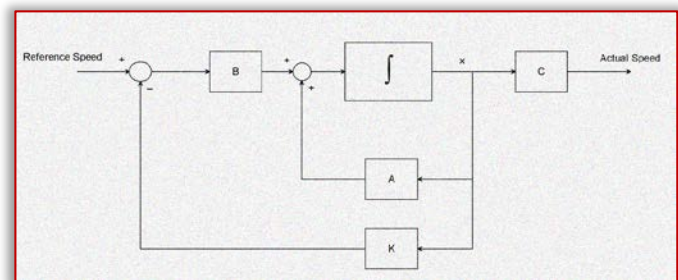 Reference Speed
+
−
B
+
+
∫
x
C
Actual Speed
A
K